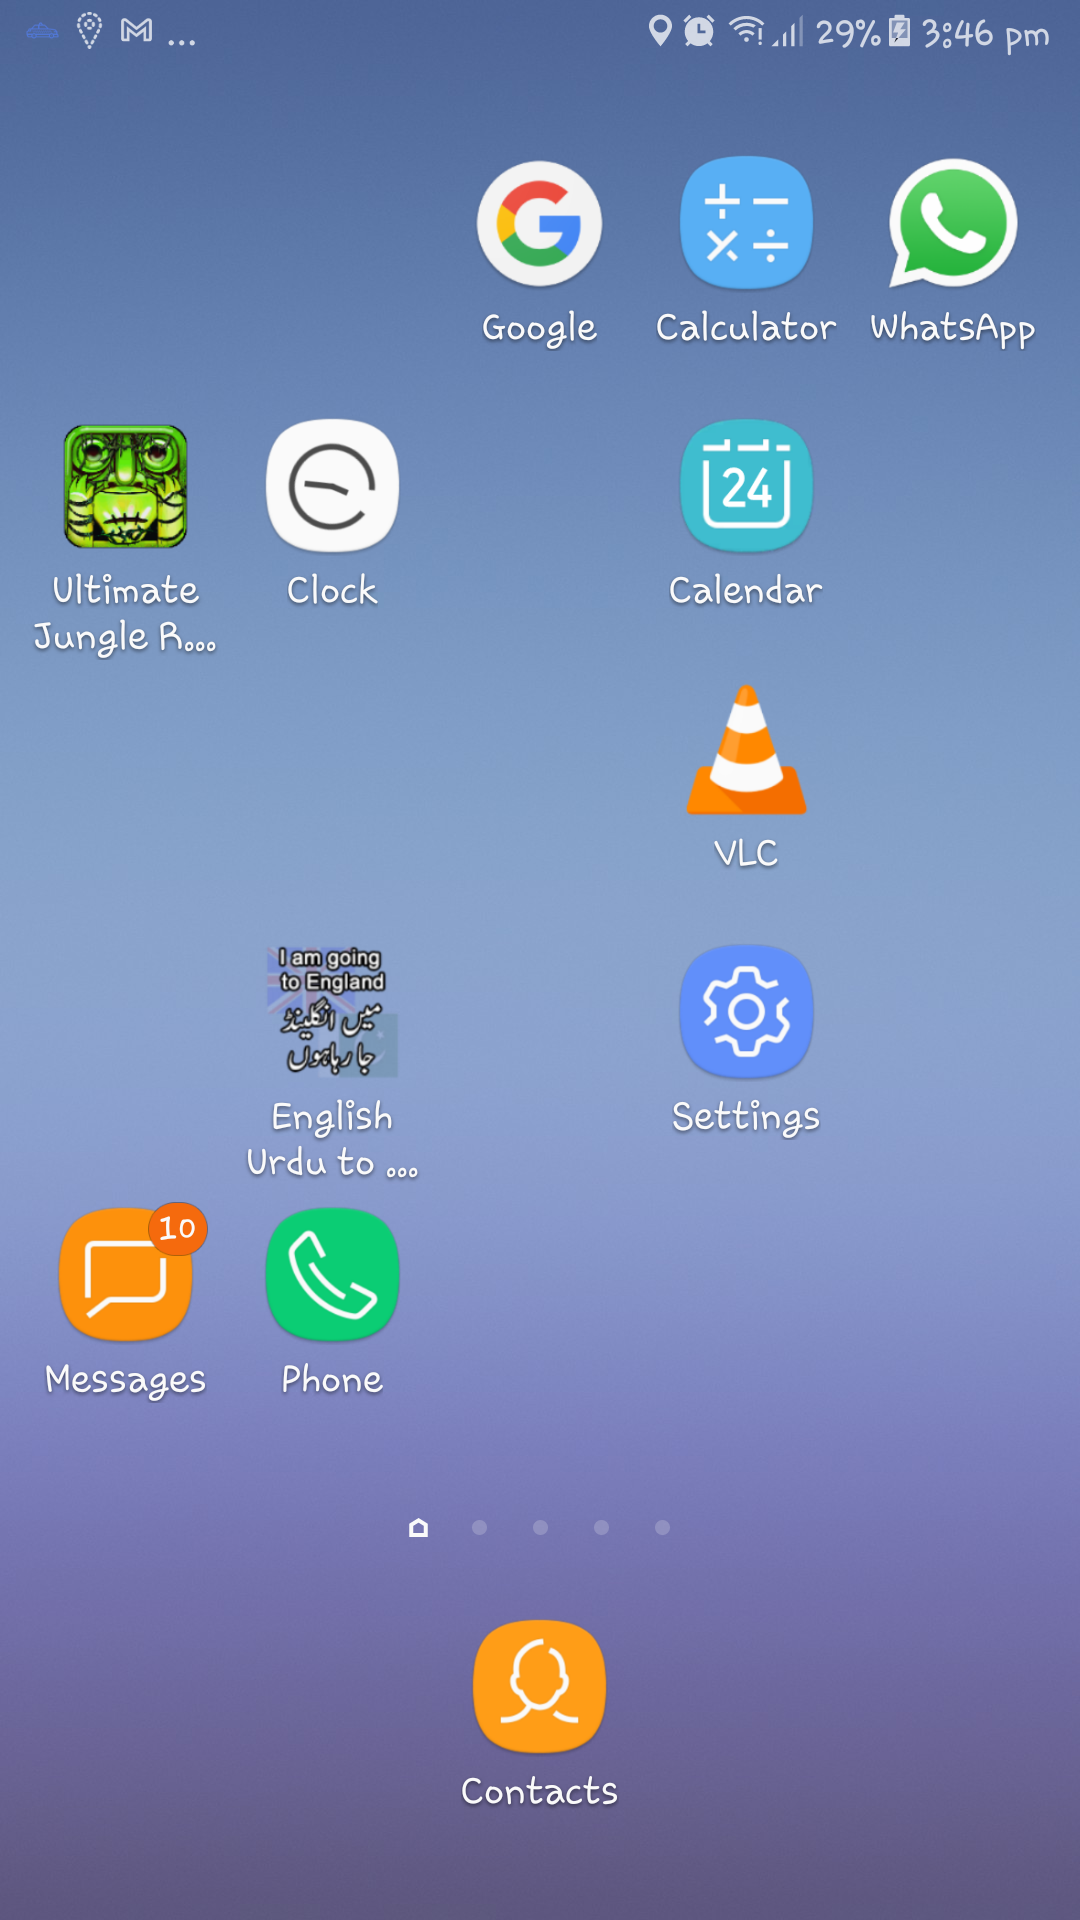 29% 3:46 pm
Google
Calculator
WhatsApp
24
Ultimate
Jungle R...
Clock
Calendar
VLC
I am going
to England
میں انگلینڈ
جا رہا ہوں
English
Urdu to ...
Settings
10
Messages
Phone
Contacts